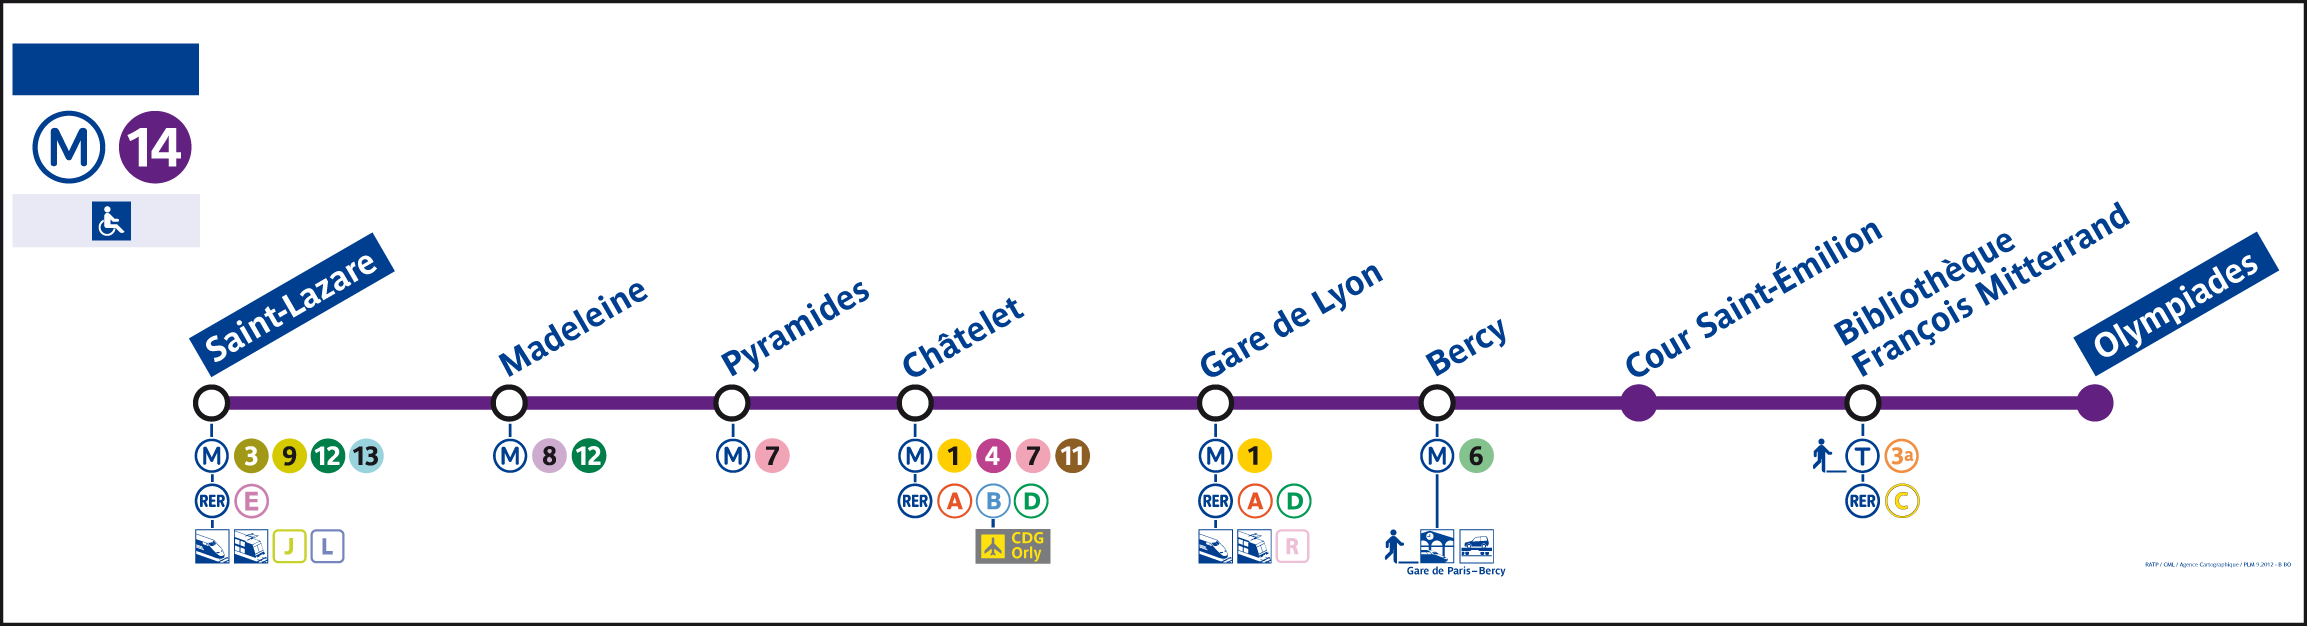 M 14
Saint-Lazare
Madeleine
Pyramides
Châtelet
Gare de Lyon
Bercy
Cour Saint-Émilion
Bibliothèque
François Mitterrand
Olympiades
M 3 9 12 13
RER E
J L
M 8 12
M 7
M 1 4 7 11
RER A B D
CDG
Orly
M 1
RER A D
R
M 6
Gare de Paris–Bercy
T 3a
RER C
RATP / CML / Agence Cartographique / PLM 9.2012 - B BO